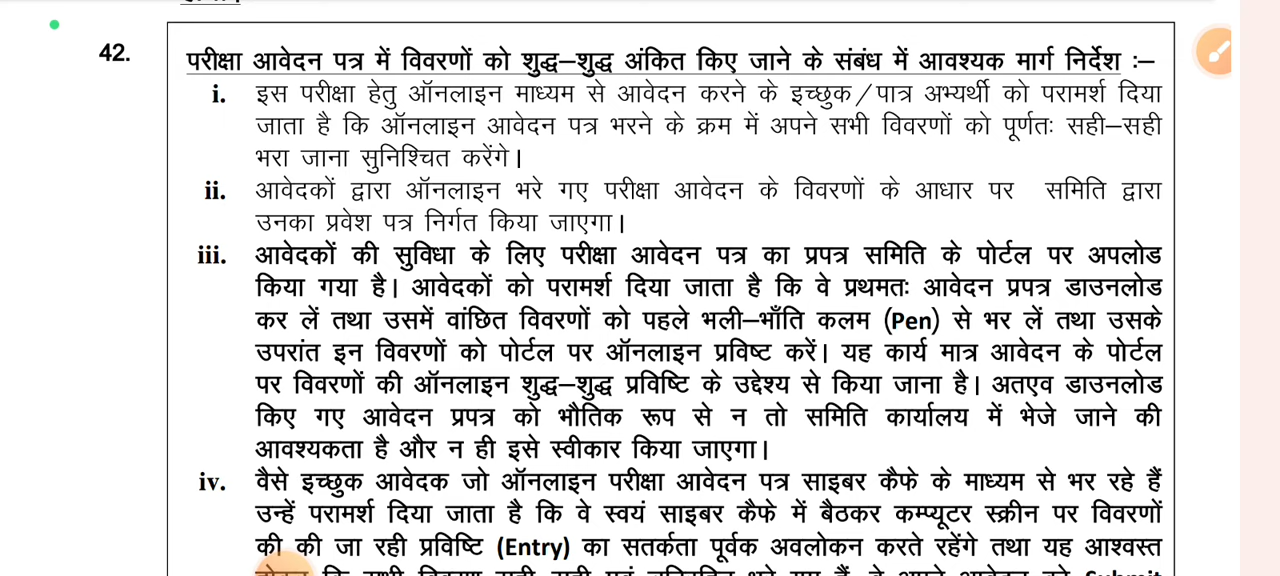 42.
परीक्षा आवेदन पत्र में विवरणों को शुद्ध–शुद्ध अंकित किए जाने के संबंध में आवश्यक मार्ग निर्देश :–
i. इस परीक्षा हेतु ऑनलाइन माध्यम से आवेदन करने के इच्छुक/पात्र अभ्यर्थी को परामर्श दिया
जाता है कि ऑनलाइन आवेदन पत्र भरने के क्रम में अपने सभी विवरणों को पूर्णतः सही–सही
भरा जाना सुनिश्चित करेंगे।
ii. आवेदकों द्वारा ऑनलाइन भरे गए परीक्षा आवेदन के विवरणों के आधार पर समिति द्वारा
उनका प्रवेश पत्र निर्गत किया जाएगा।
iii. आवेदकों की सुविधा के लिए परीक्षा आवेदन पत्र का प्रपत्र समिति के पोर्टल पर अपलोड
किया गया है। आवेदकों को परामर्श दिया जाता है कि वे प्रथमतः आवेदन प्रपत्र डाउनलोड
कर लें तथा उसमें वांछित विवरणों को पहले भली–भाँति कलम (Pen) से भर लें तथा उसके
उपरांत इन विवरणों को पोर्टल पर ऑनलाइन प्रविष्ट करें। यह कार्य मात्र आवेदन के पोर्टल
पर विवरणों की ऑनलाइन शुद्ध–शुद्ध प्रविष्टि के उद्देश्य से किया जाना है। अतएव डाउनलोड
किए गए आवेदन प्रपत्र को भौतिक रूप से न तो समिति कार्यालय में भेजे जाने की
आवश्यकता है और न ही इसे स्वीकार किया जाएगा।
iv. वैसे इच्छुक आवेदक जो ऑनलाइन परीक्षा आवेदन पत्र साइबर कैफे के माध्यम से भर रहे हैं
उन्हें परामर्श दिया जाता है कि वे स्वयं साइबर कैफे में बैठकर कम्प्यूटर स्क्रीन पर विवरणों
की की जा रही प्रविष्टि (Entry) का सतर्कता पूर्वक अवलोकन करते रहेंगे तथा यह आश्वस्त